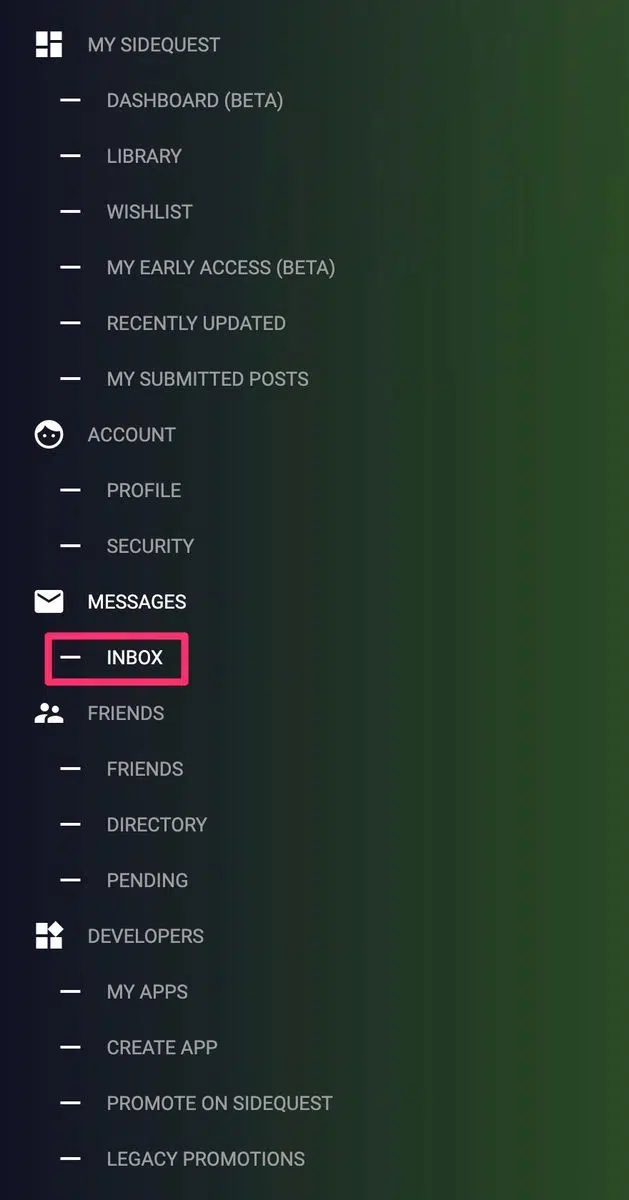 MY SIDEQUEST
DASHBOARD (BETA)
LIBRARY
WISHLIST
MY EARLY ACCESS (BETA)
RECENTLY UPDATED
MY SUBMITTED POSTS
ACCOUNT
PROFILE
SECURITY
MESSAGES
INBOX
FRIENDS
FRIENDS
DIRECTORY
PENDING
DEVELOPERS
MY APPS
CREATE APP
PROMOTE ON SIDEQUEST
LEGACY PROMOTIONS